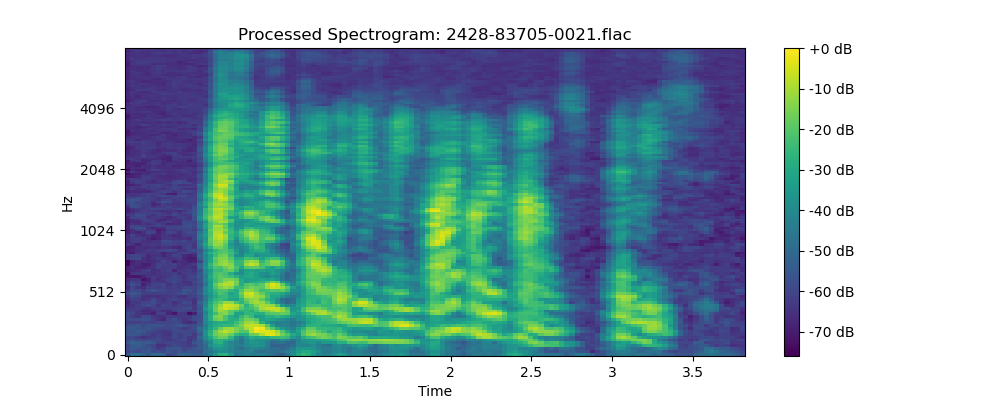 Processed Spectrogram: 2428-83705-0021.flac
Hz
4096
2048
1024
512
0
0
0.5
1
1.5
2
2.5
3
3.5
Time
+0 dB
-10 dB
-20 dB
-30 dB
-40 dB
-50 dB
-60 dB
-70 dB